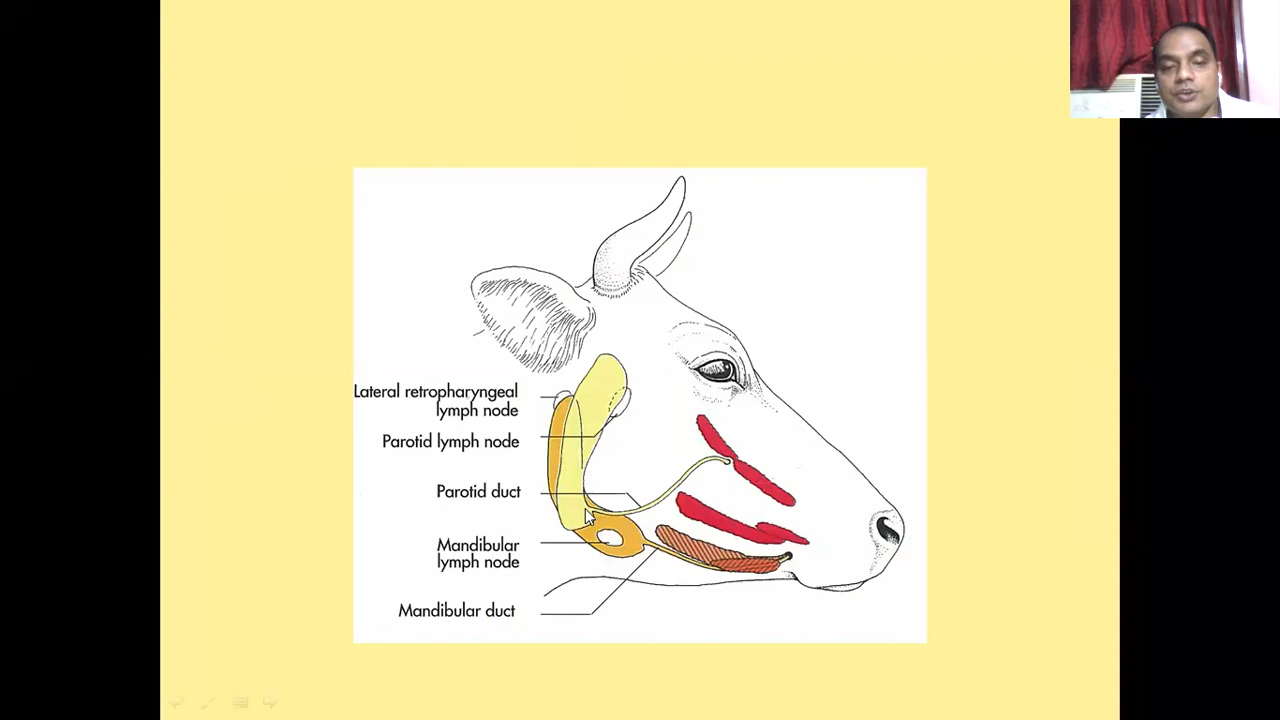 Lateral retropharyngeal
lymph node
Parotid lymph node
Parotid duct
Mandibular
lymph node
Mandibular duct